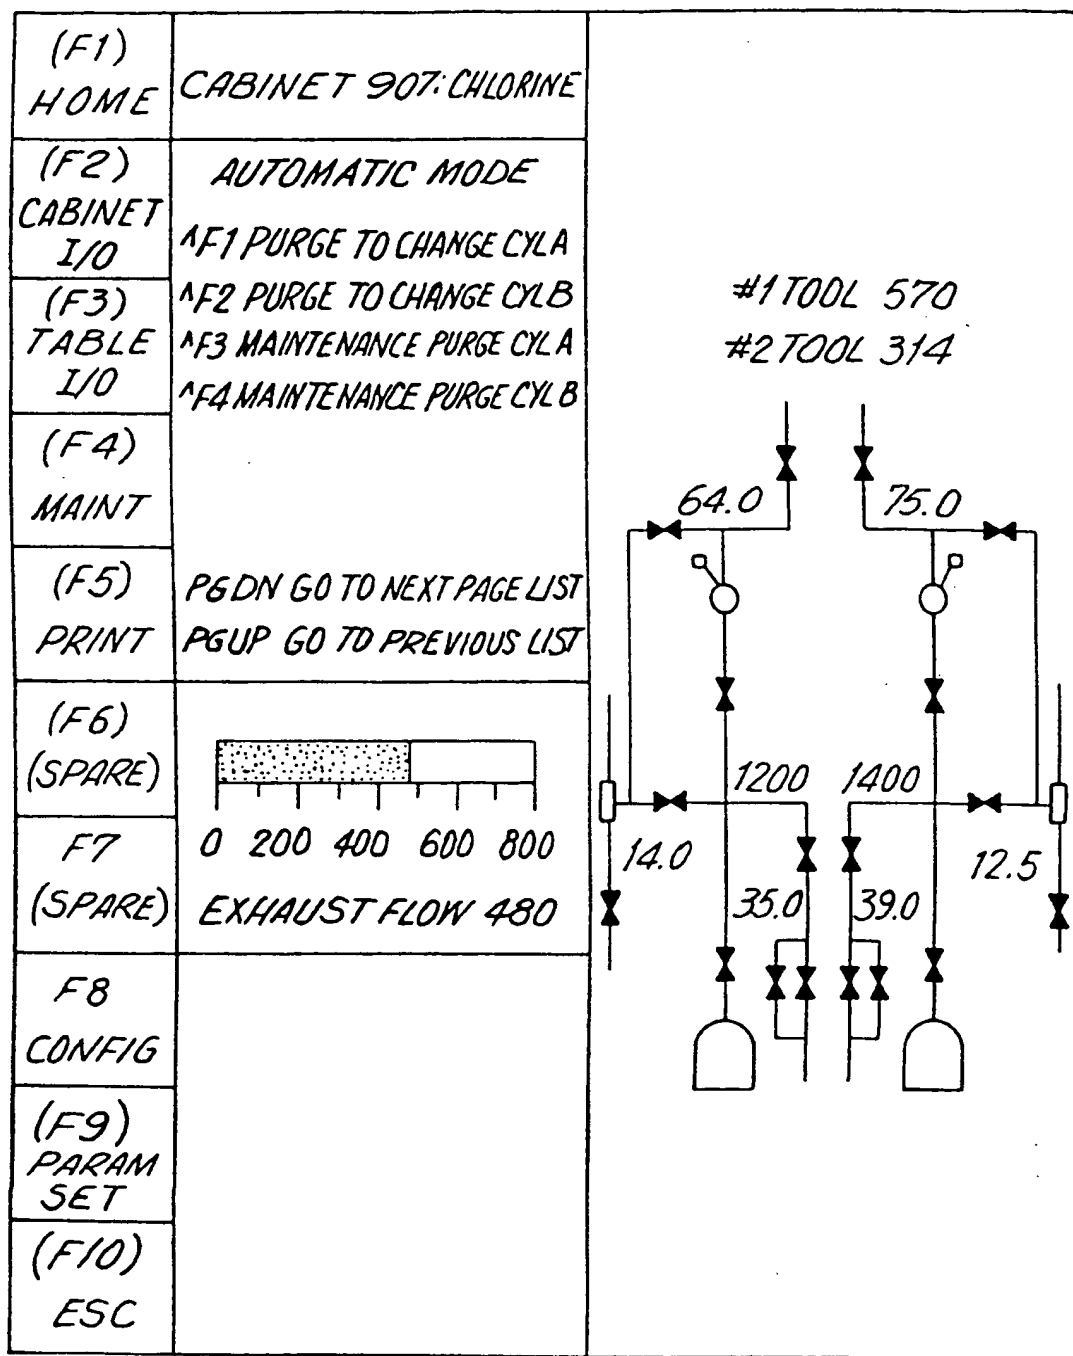 (F1)
HOME
(F2)
CABINET
I/O
(F3)
TABLE
I/O
(F4)
MAINT
(F5)
PRINT
(F6)
(SPARE)
F7
(SPARE)
F8
CONFIG
(F9)
PARAM
SET
(F10)
ESC
CABINET 907: CHLORINE
AUTOMATIC MODE
^F1 PURGE TO CHANGE CYL A
^F2 PURGE TO CHANGE CYL B
^F3 MAINTENANCE PURGE CYL A
^F4 MAINTENANCE PURGE CYL B
PGDN GO TO NEXT PAGE LIST
PGUP GO TO PREVIOUS LIST
0 200 400 600 800
EXHAUST FLOW 480
#1 TOOL 570
#2 TOOL 314
64.0 75.0
1200 1400
14.0 12.5
35.0 39.0